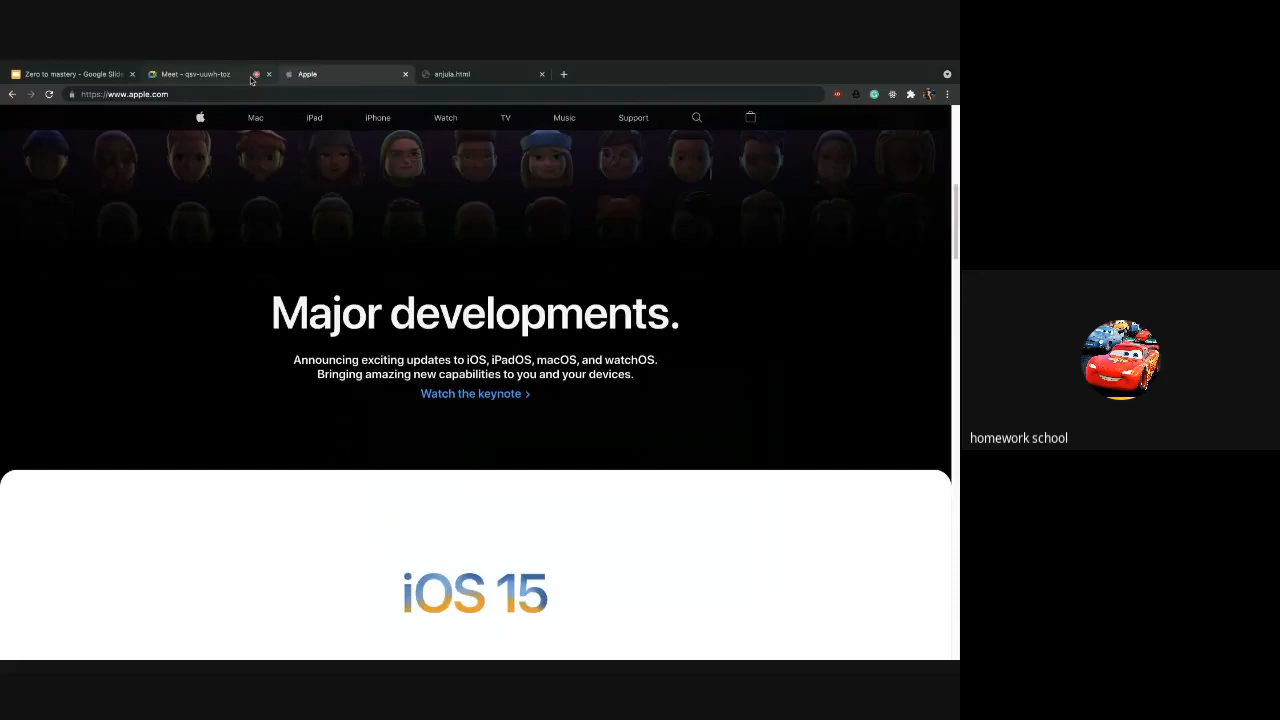 Zero to mastery - Google Slide
Meet - qsv-uuwh-toz
Apple
anjula.html
https://www.apple.com
Mac
iPad
iPhone
Watch
TV
Music
Support
Major developments.
Announcing exciting updates to iOS, iPadOS, macOS, and watchOS.
Bringing amazing new capabilities to you and your devices.
Watch the keynote >
iOS 15
homework school